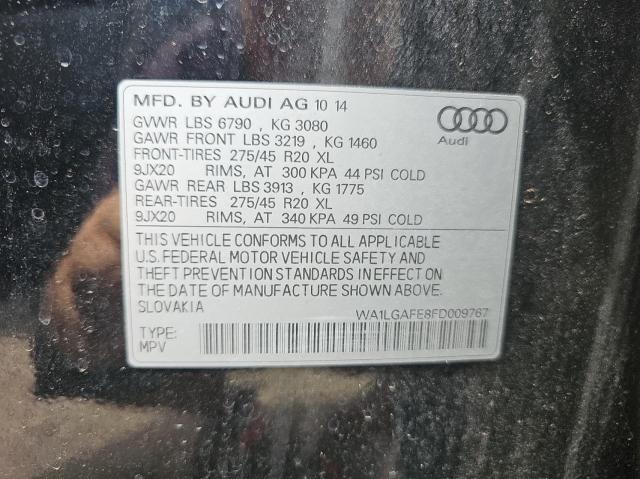 MFD. BY AUDI AG 10 14
GVWR LBS 6790 , KG 3080
GAWR FRONT LBS 3219 , KG 1460
FRONT-TIRES 275/45 R20 XL
9JX20 RIMS, AT 300 KPA 44 PSI COLD
GAWR REAR LBS 3913 , KG 1775
REAR-TIRES 275/45 R20 XL
9JX20 RIMS, AT 340 KPA 49 PSI COLD
Audi
THIS VEHICLE CONFORMS TO ALL APPLICABLE
U.S. FEDERAL MOTOR VEHICLE SAFETY AND
THEFT PREVENTION STANDARDS IN EFFECT ON
THE DATE OF MANUFACTURE SHOWN ABOVE.
SLOVAKIA WA1LGAFE8FD009767
TYPE:
MPV